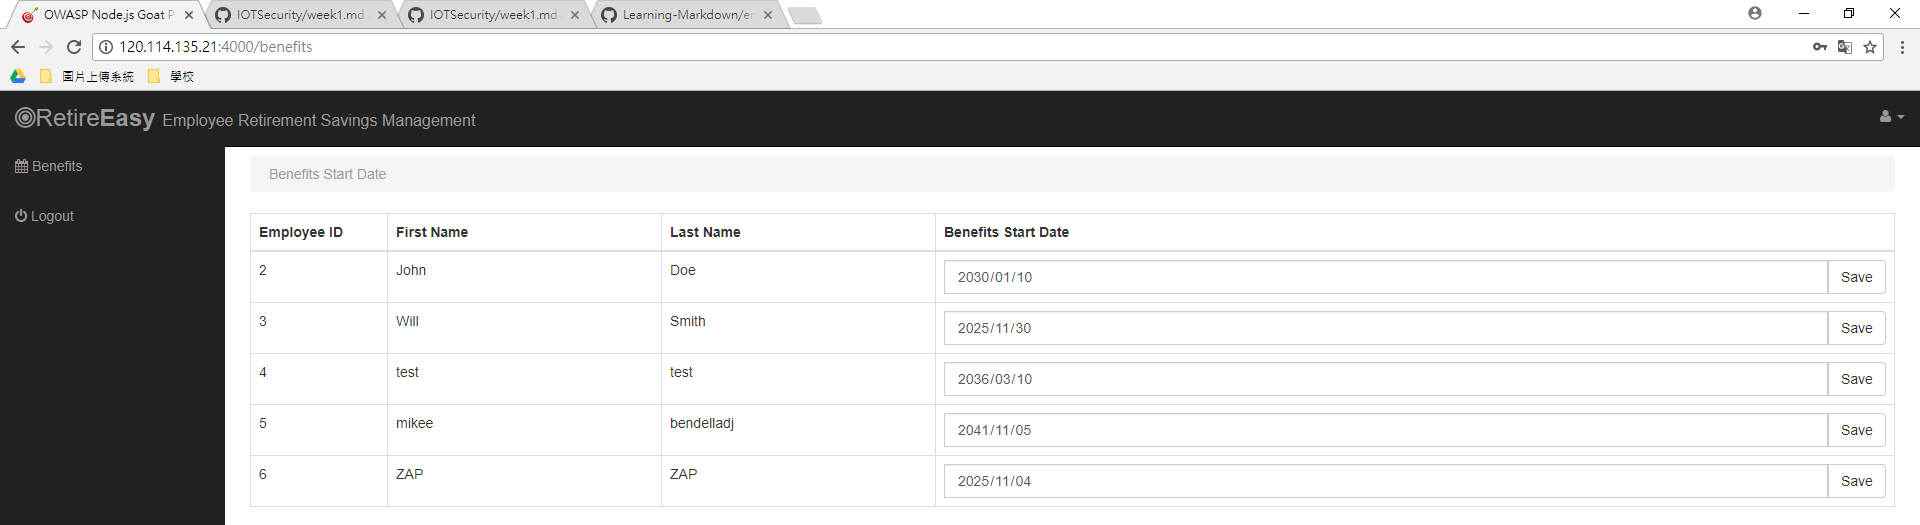 OWASP Node.js Goat P
IOTSecurity/week1.md
IOTSecurity/week1.md
Learning-Markdown/er
120.114.135.21:4000/benefits
圖片上傳系統 學校
RetireEasy Employee Retirement Savings Management
Benefits
Logout
Benefits Start Date
Employee ID First Name Last Name Benefits Start Date
2 John Doe 2030/01/10 Save
3 Will Smith 2025/11/30 Save
4 test test 2036/03/10 Save
5 mikee bendelladj 2041/11/05 Save
6 ZAP ZAP 2025/11/04 Save